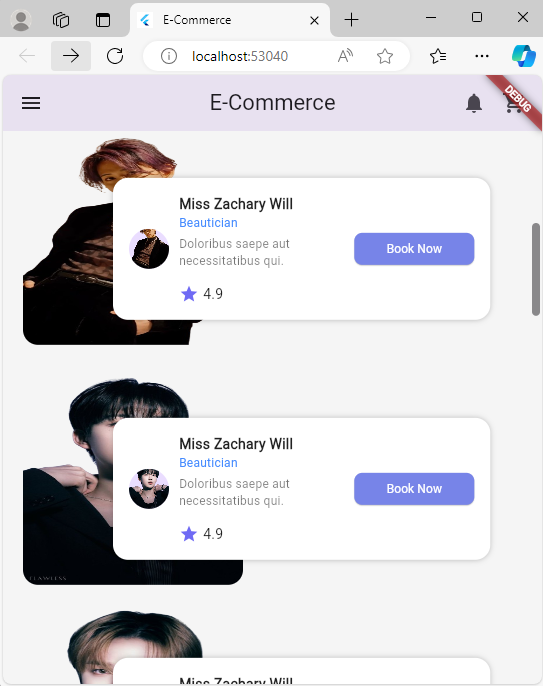 E-Commerce
localhost:53040
E-Commerce
DEBUG
Miss Zachary Will
Beautician
Doloribus saepe aut
necessitatibus qui.
4.9
Book Now
Miss Zachary Will
Beautician
Doloribus saepe aut
necessitatibus qui.
4.9
Book Now
FLAWLESS
Miss Zachary Will